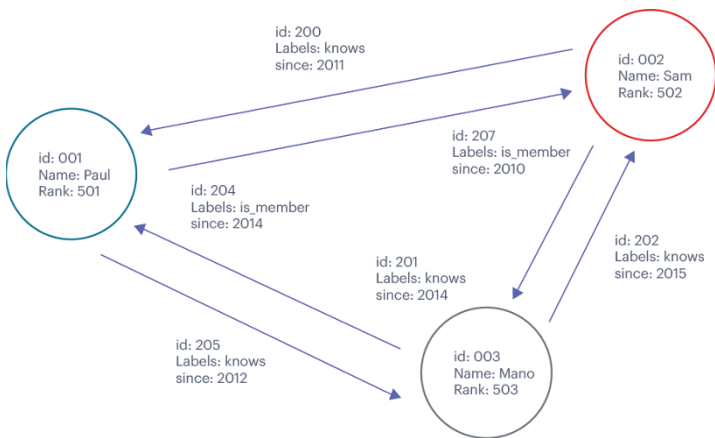 id: 200
Labels: knows
since: 2011
id: 002
Name: Sam
Rank: 502
id: 001
Name: Paul
Rank: 501
id: 207
Labels: is_member
since: 2010
id: 204
Labels: is_member
since: 2014
id: 202
Labels: knows
since: 2015
id: 201
Labels: knows
since: 2014
id: 205
Labels: knows
since: 2012
id: 003
Name: Mano
Rank: 503